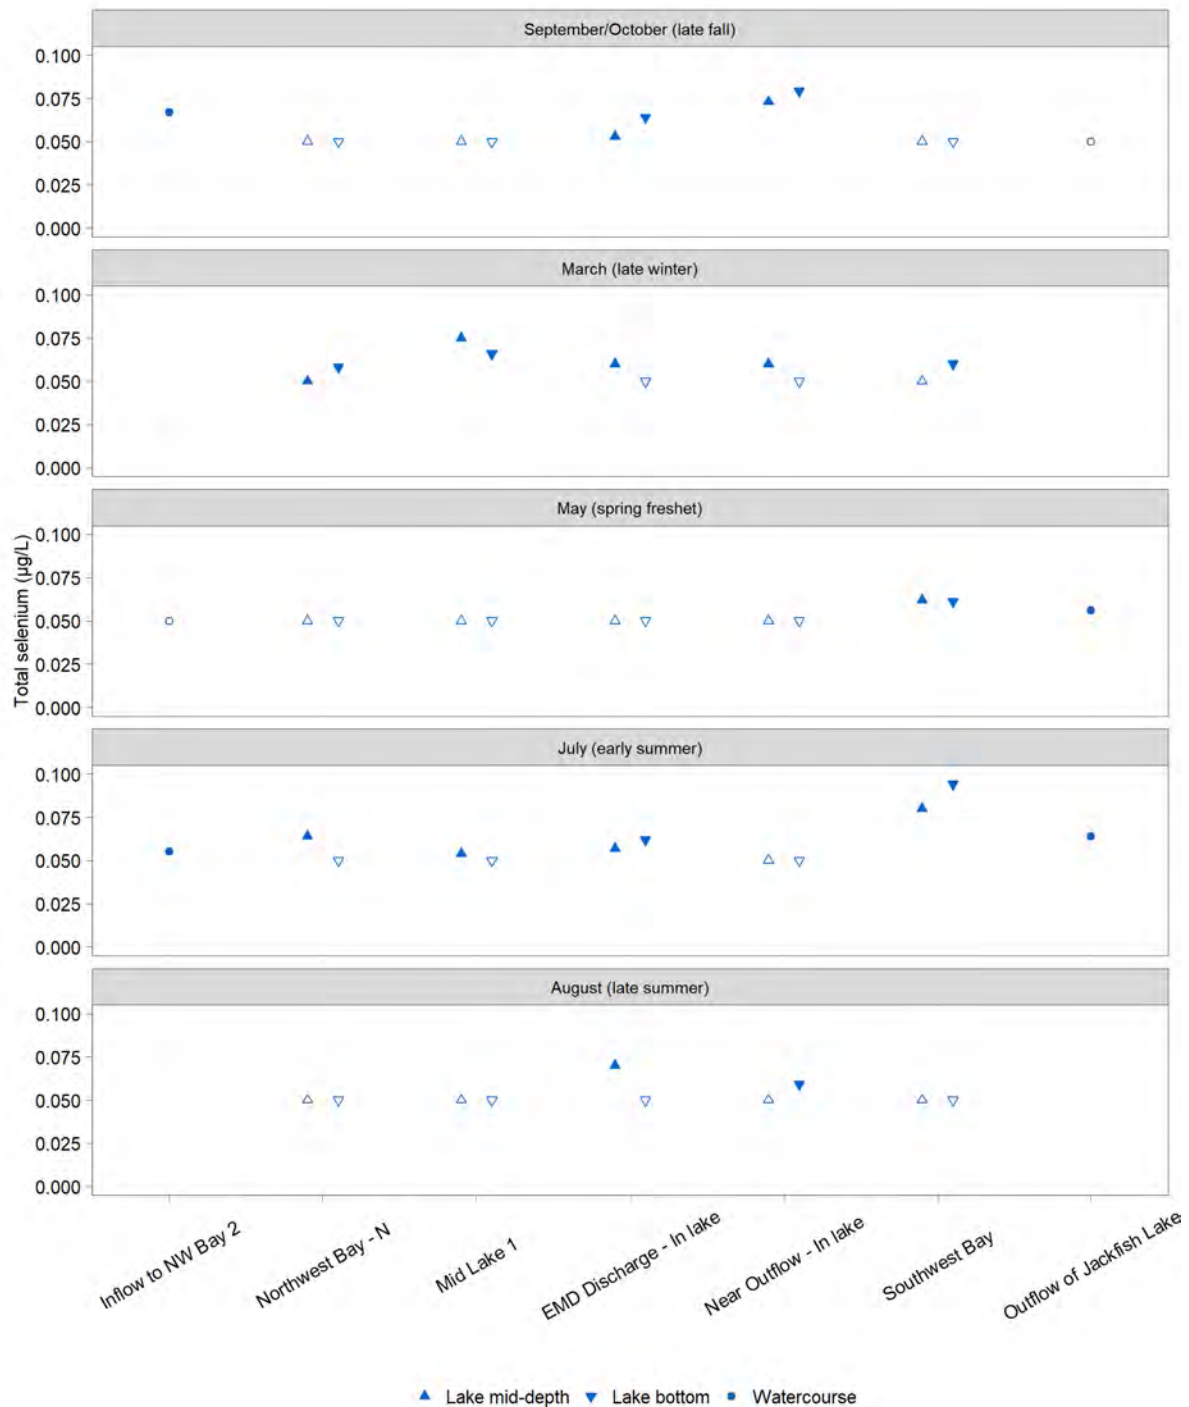 September/October (late fall)
0.100
0.075
0.050
0.025
0.000
March (late winter)
0.100
0.075
0.050
0.025
0.000
May (spring freshet)
0.100
0.075
0.050
0.025
0.000
Total selenium (µg/L)
July (early summer)
0.100
0.075
0.050
0.025
0.000
August (late summer)
0.100
0.075
0.050
0.025
0.000
Inflow to NW Bay 2
Northwest Bay - N
Mid Lake 1
EMD Discharge - In lake
Near Outflow - In lake
Southwest Bay
Outflow of Jackfish Lake
Lake mid-depth Lake bottom Watercourse